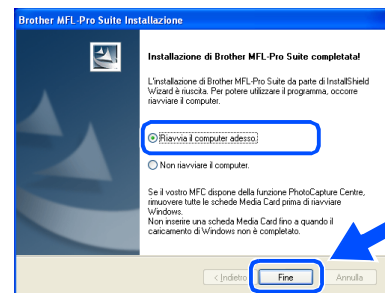 Brother MFL-Pro Suite Installazione
Installazione di Brother MFL-Pro Suite completata!
L'installazione di Brother MFL-Pro Suite da parte di InstallShield
Wizard è riuscita. Per potere utilizzare il programma, occorre
riavviare il computer.
Riavvia il computer adesso.
Non riavviare il computer.
Se il vostro MFC dispone della funzione PhotoCapture Centre,
rimuovere tutte le schede Media Card prima di riavviare
Windows.
Non inserire una scheda Media Card fino a quando il
caricamento di Windows non è completato.
< Indietro
Fine
Annulla